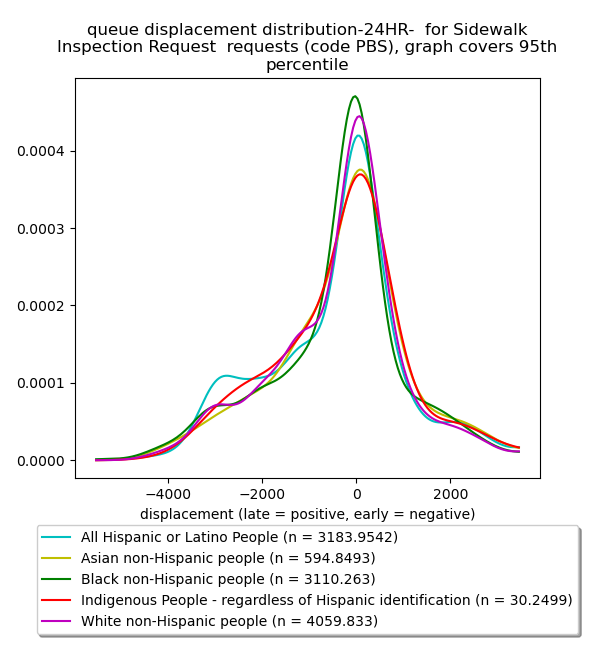 queue displacement distribution-24HR-  for Sidewalk
Inspection Request  requests (code PBS), graph covers 95th
percentile
0.0004
0.0003
0.0002
0.0001
0.0000
−4000
−2000
0
2000
displacement (late = positive, early = negative)
All Hispanic or Latino People (n = 3183.9542)
Asian non-Hispanic people (n = 594.8493)
Black non-Hispanic people (n = 3110.263)
Indigenous People - regardless of Hispanic identification (n = 30.2499)
White non-Hispanic people (n = 4059.833)